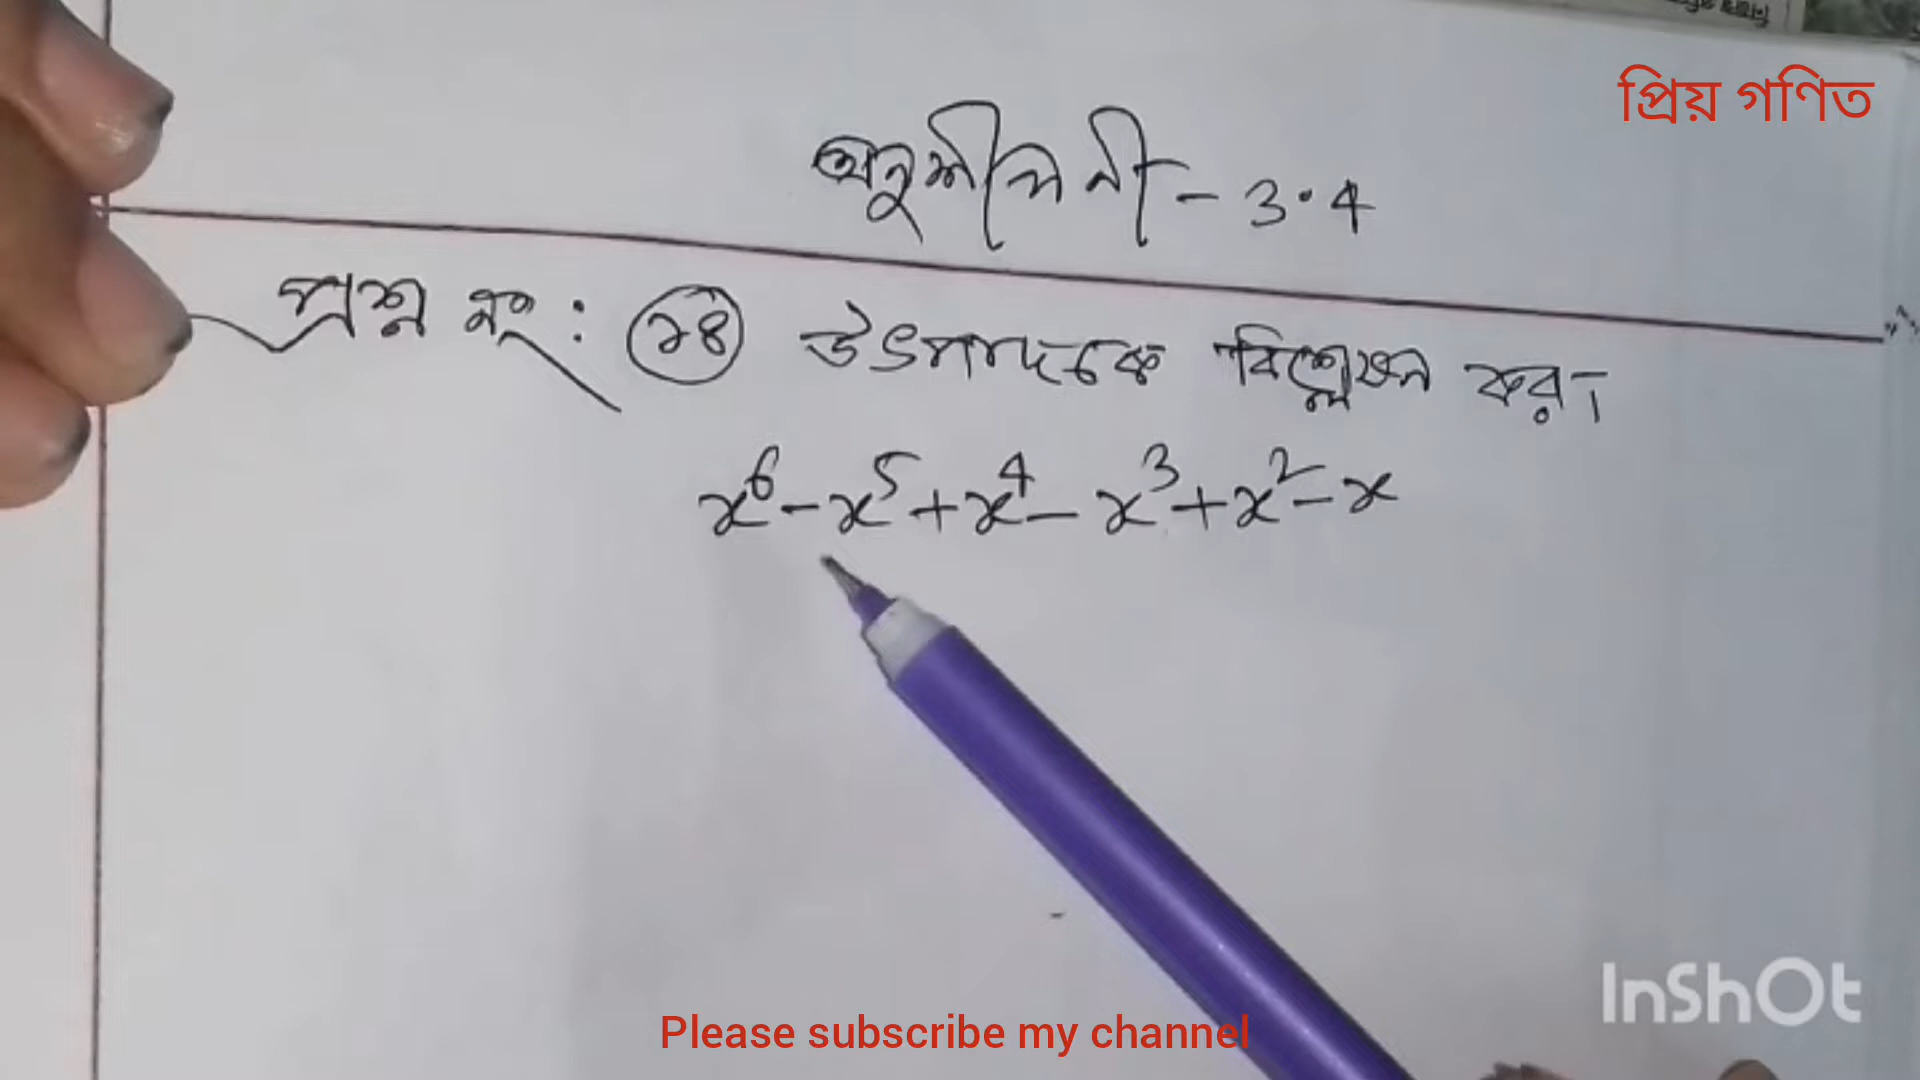 প্রিয় গণিত
অনুশীলনী - 3.4
প্রশ্ন নং: ১৪ উৎপাদকে বিশ্লেষণ কর।
x⁶ - x⁵ + x⁴ - x³ + x² - x
InShOt
Please subscribe my channel